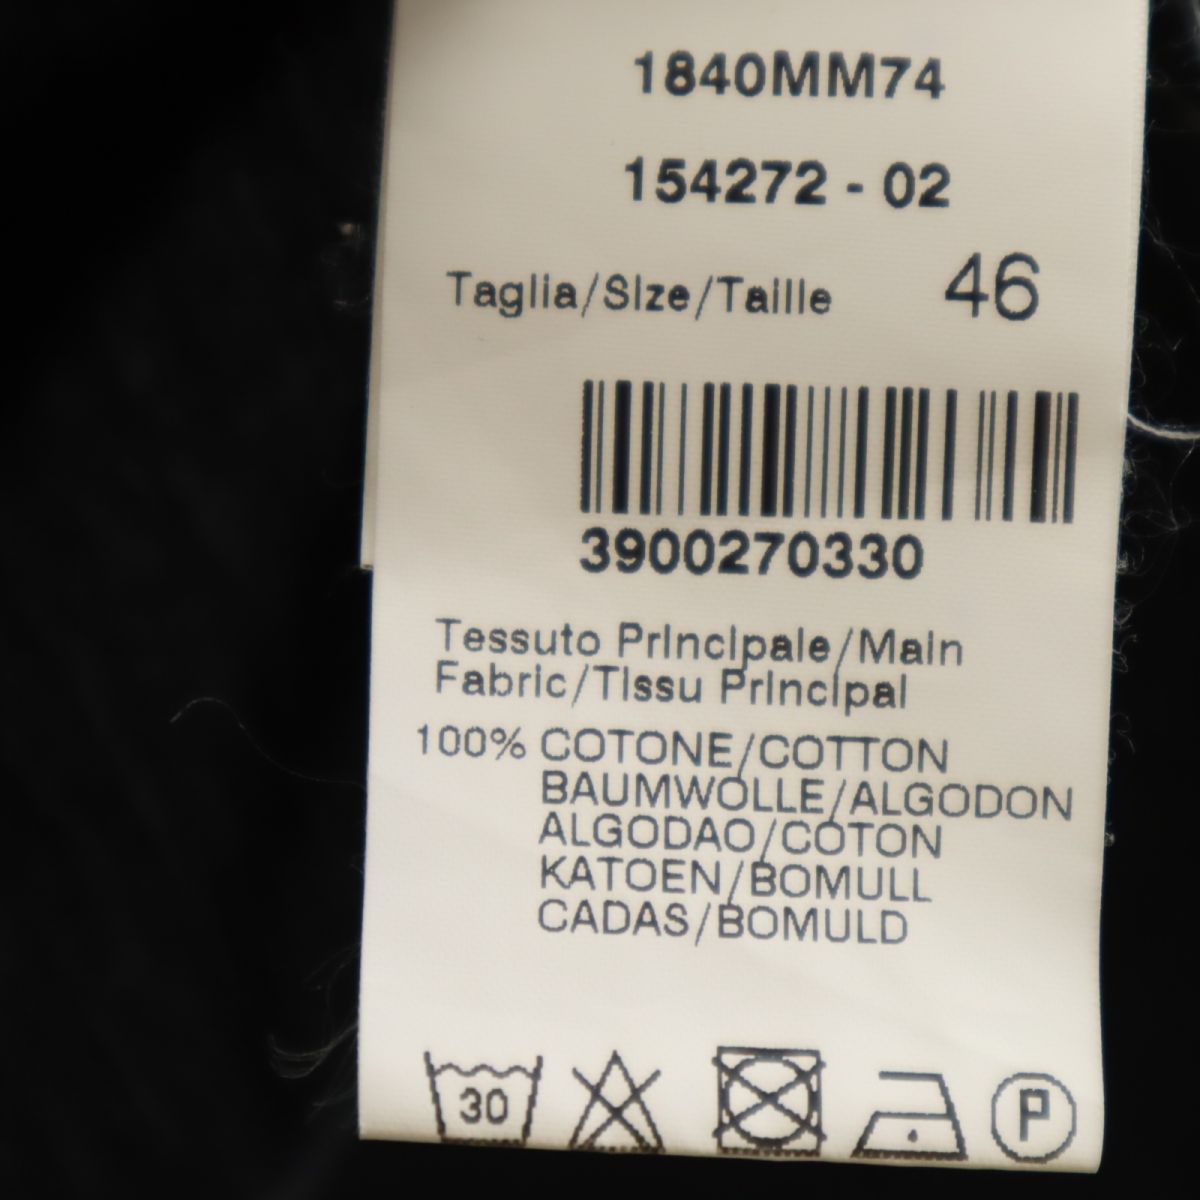 1840MM74
154272 - 02
Taglia/Size/Taille 46
3900270330
Tessuto Principale/Main
Fabric/Tissu Principal
100% COTONE/COTTON
BAUMWOLLE/ALGODON
ALGODAO/COTON
KATOEN/BOMULL
CADAS/BOMULD
30
P